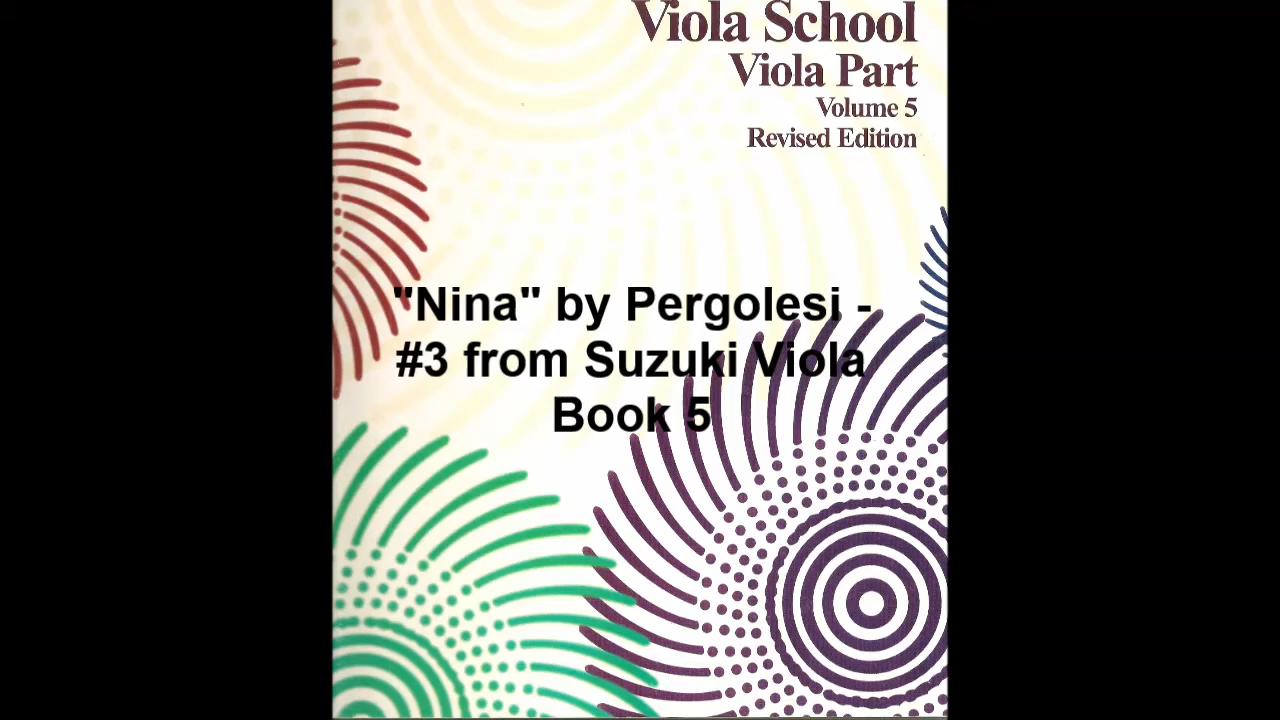 Viola School
Viola Part
Volume 5
Revised Edition
"Nina" by Pergolesi -
#3 from Suzuki Viola
Book 5